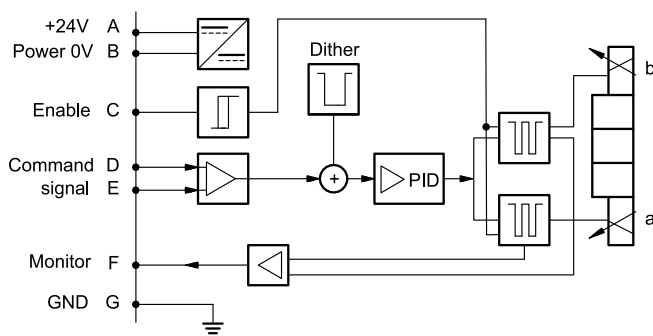 +24V A
Power 0V B
Dither
Enable C
b
Command D
signal E
PID
a
Monitor F
GND G